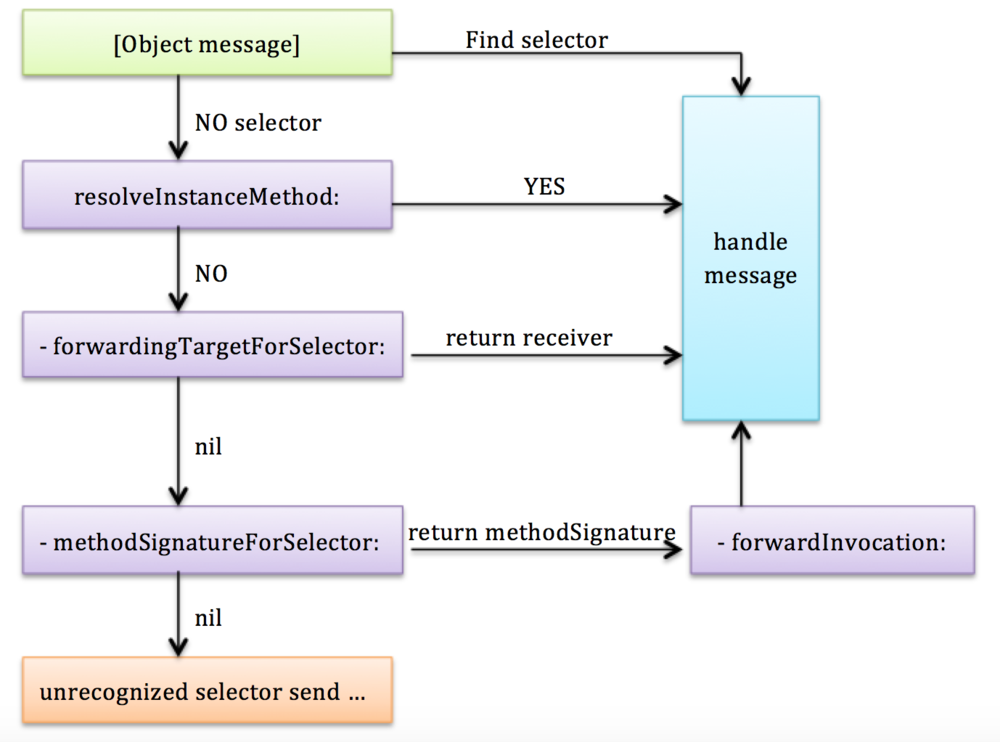 [Object message]
Find selector
NO selector
resolveInstanceMethod:
YES
handle
message
NO
- forwardingTargetForSelector:
return receiver
nil
- methodSignatureForSelector:
return methodSignature
- forwardInvocation:
nil
unrecognized selector send ...